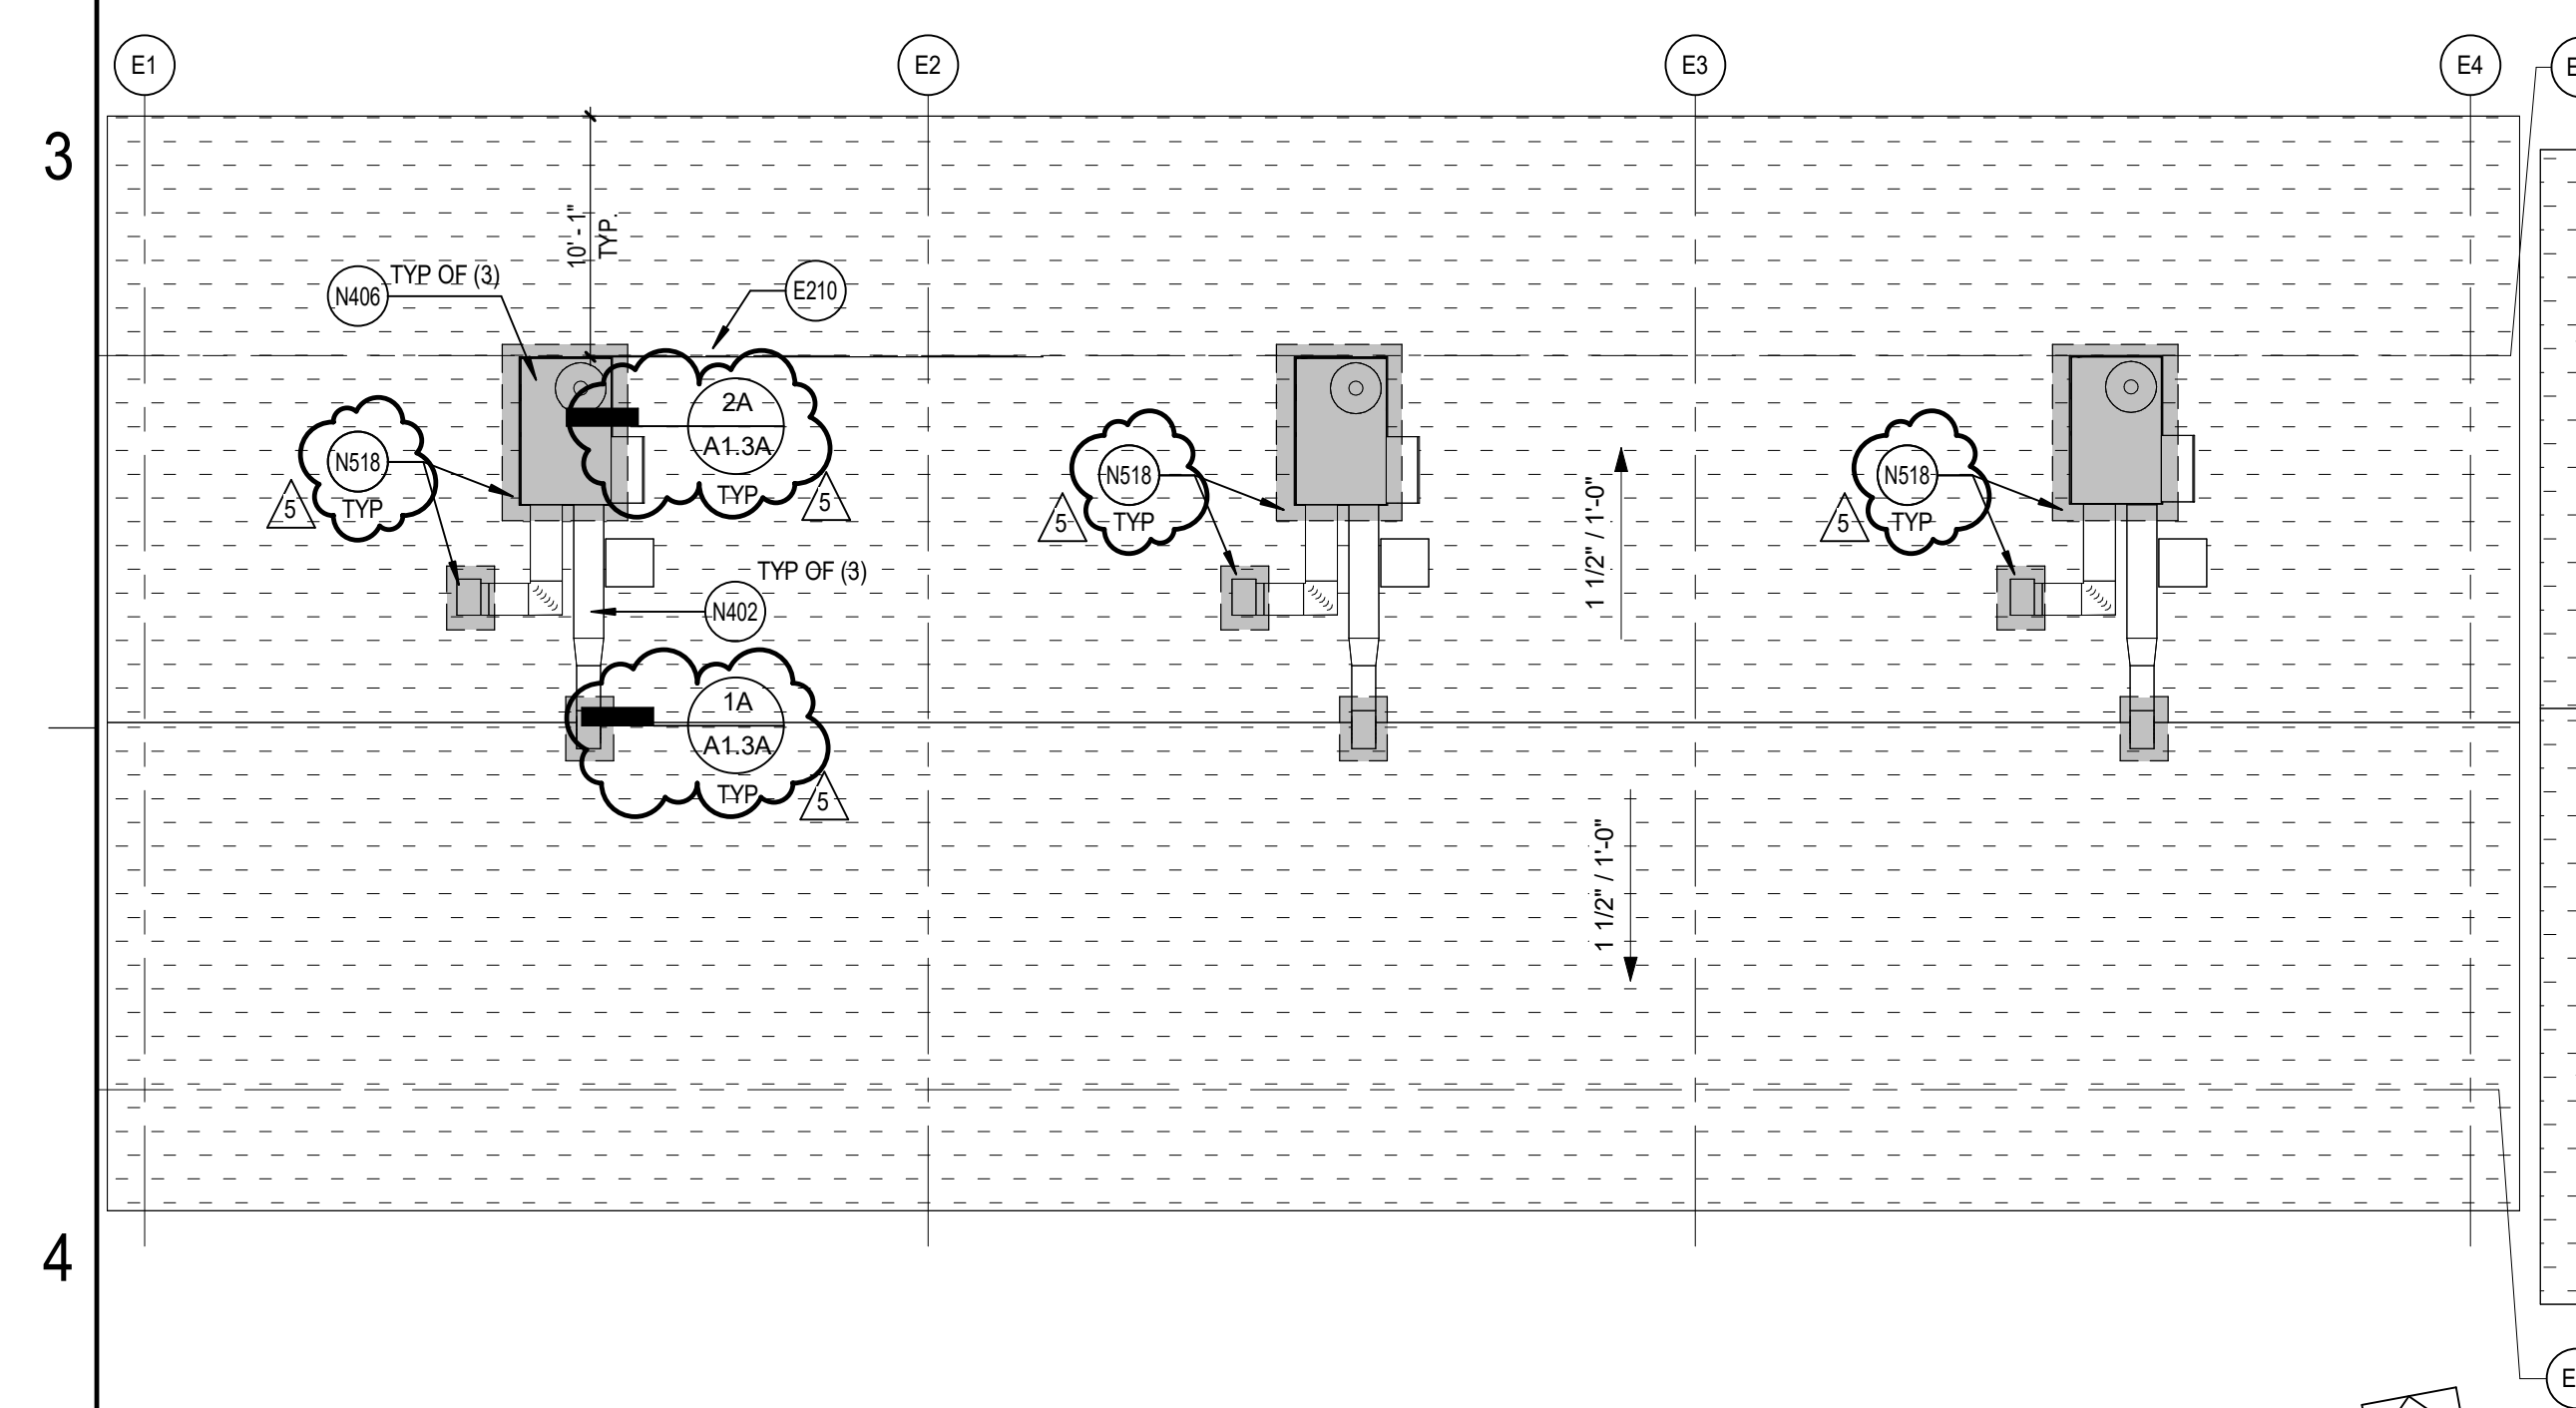 E1
E2
E3
E4
E
3
10' - 1"
TYP.
TYP OF (3)
N406
E210
2A
A1.3A
TYP
5
N518
TYP
5
N518
TYP
5
N518
TYP
5
1 1/2" / 1'-0"
TYP OF (3)
N402
1A
A1.3A
TYP
5
1 1/2" / 1'-0"
4
E